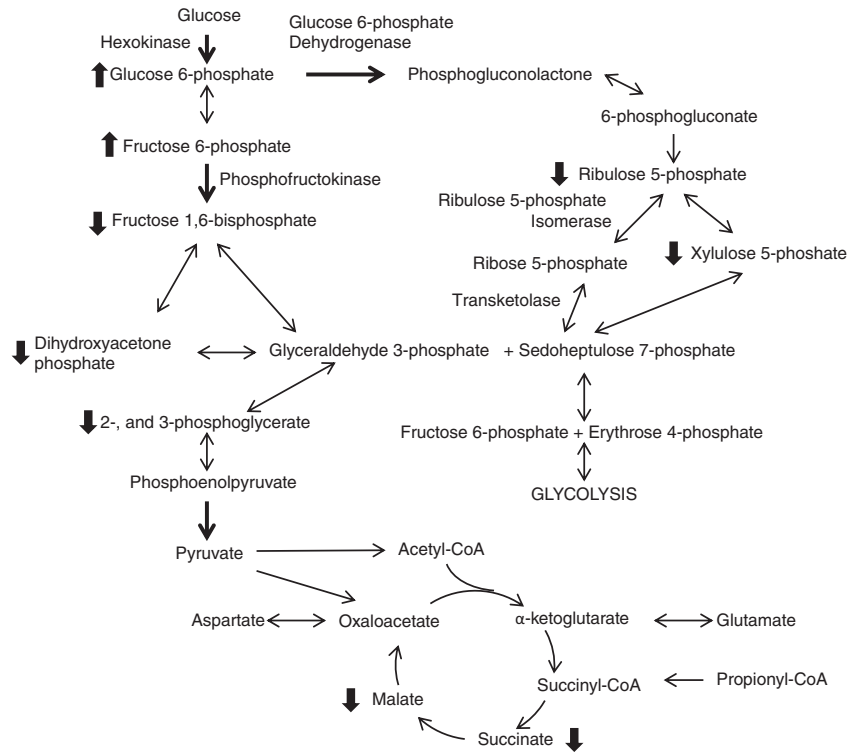 Glucose
Glucose 6-phosphate
Dehydrogenase
Hexokinase
Glucose 6-phosphate
Phosphogluconolactone
6-phosphogluconate
Fructose 6-phosphate
Phosphofructokinase
Ribulose 5-phosphate
Ribulose 5-phosphate
Isomerase
Fructose 1,6-bisphosphate
Xylulose 5-phoshate
Ribose 5-phosphate
Transketolase
Dihydroxyacetone
phosphate
Glyceraldehyde 3-phosphate + Sedoheptulose 7-phosphate
2-, and 3-phosphoglycerate
Fructose 6-phosphate + Erythrose 4-phosphate
Phosphoenolpyruvate
GLYCOLYSIS
Pyruvate
Acetyl-CoA
Aspartate
Oxaloacetate
α-ketoglutarate
Glutamate
Succinyl-CoA
Propionyl-CoA
Malate
Succinate